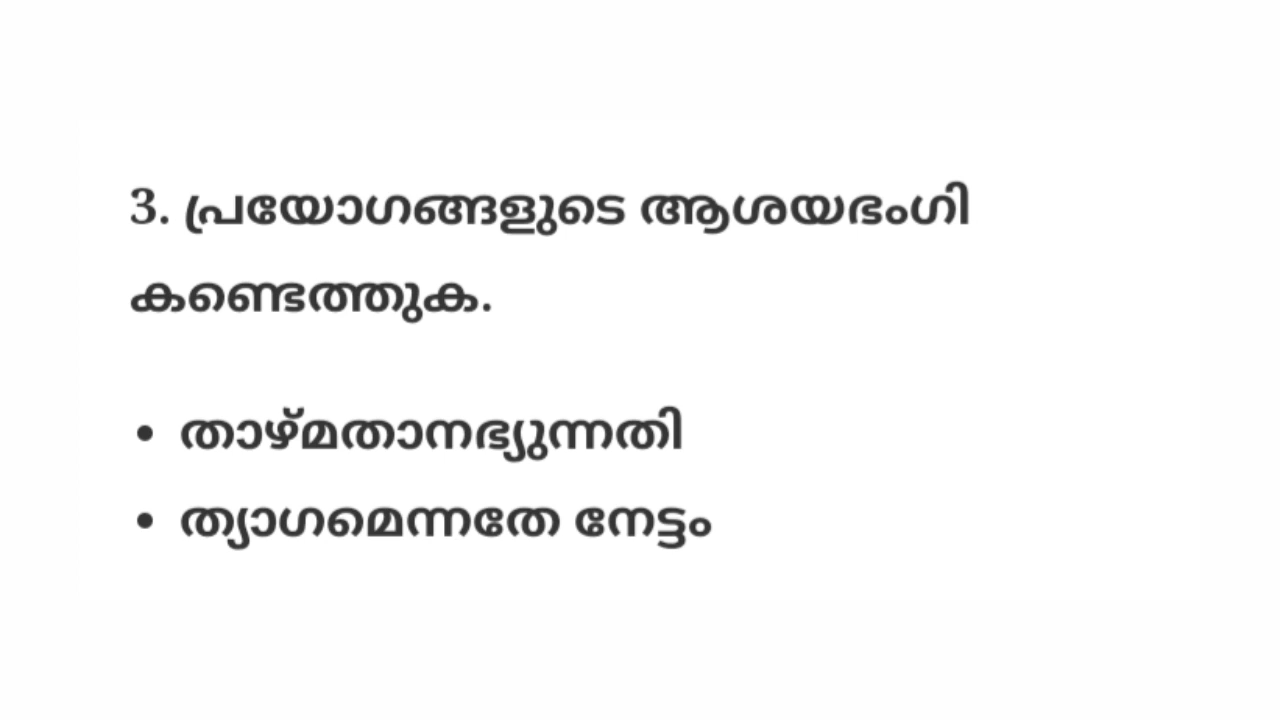 3. പ്രയോഗങ്ങളുടെ ആശയഭംഗി
കണ്ടെത്തുക.
• താഴ്മതാനഭ്യുന്നതി
• ത്യാഗമെന്നതേ നേട്ടം